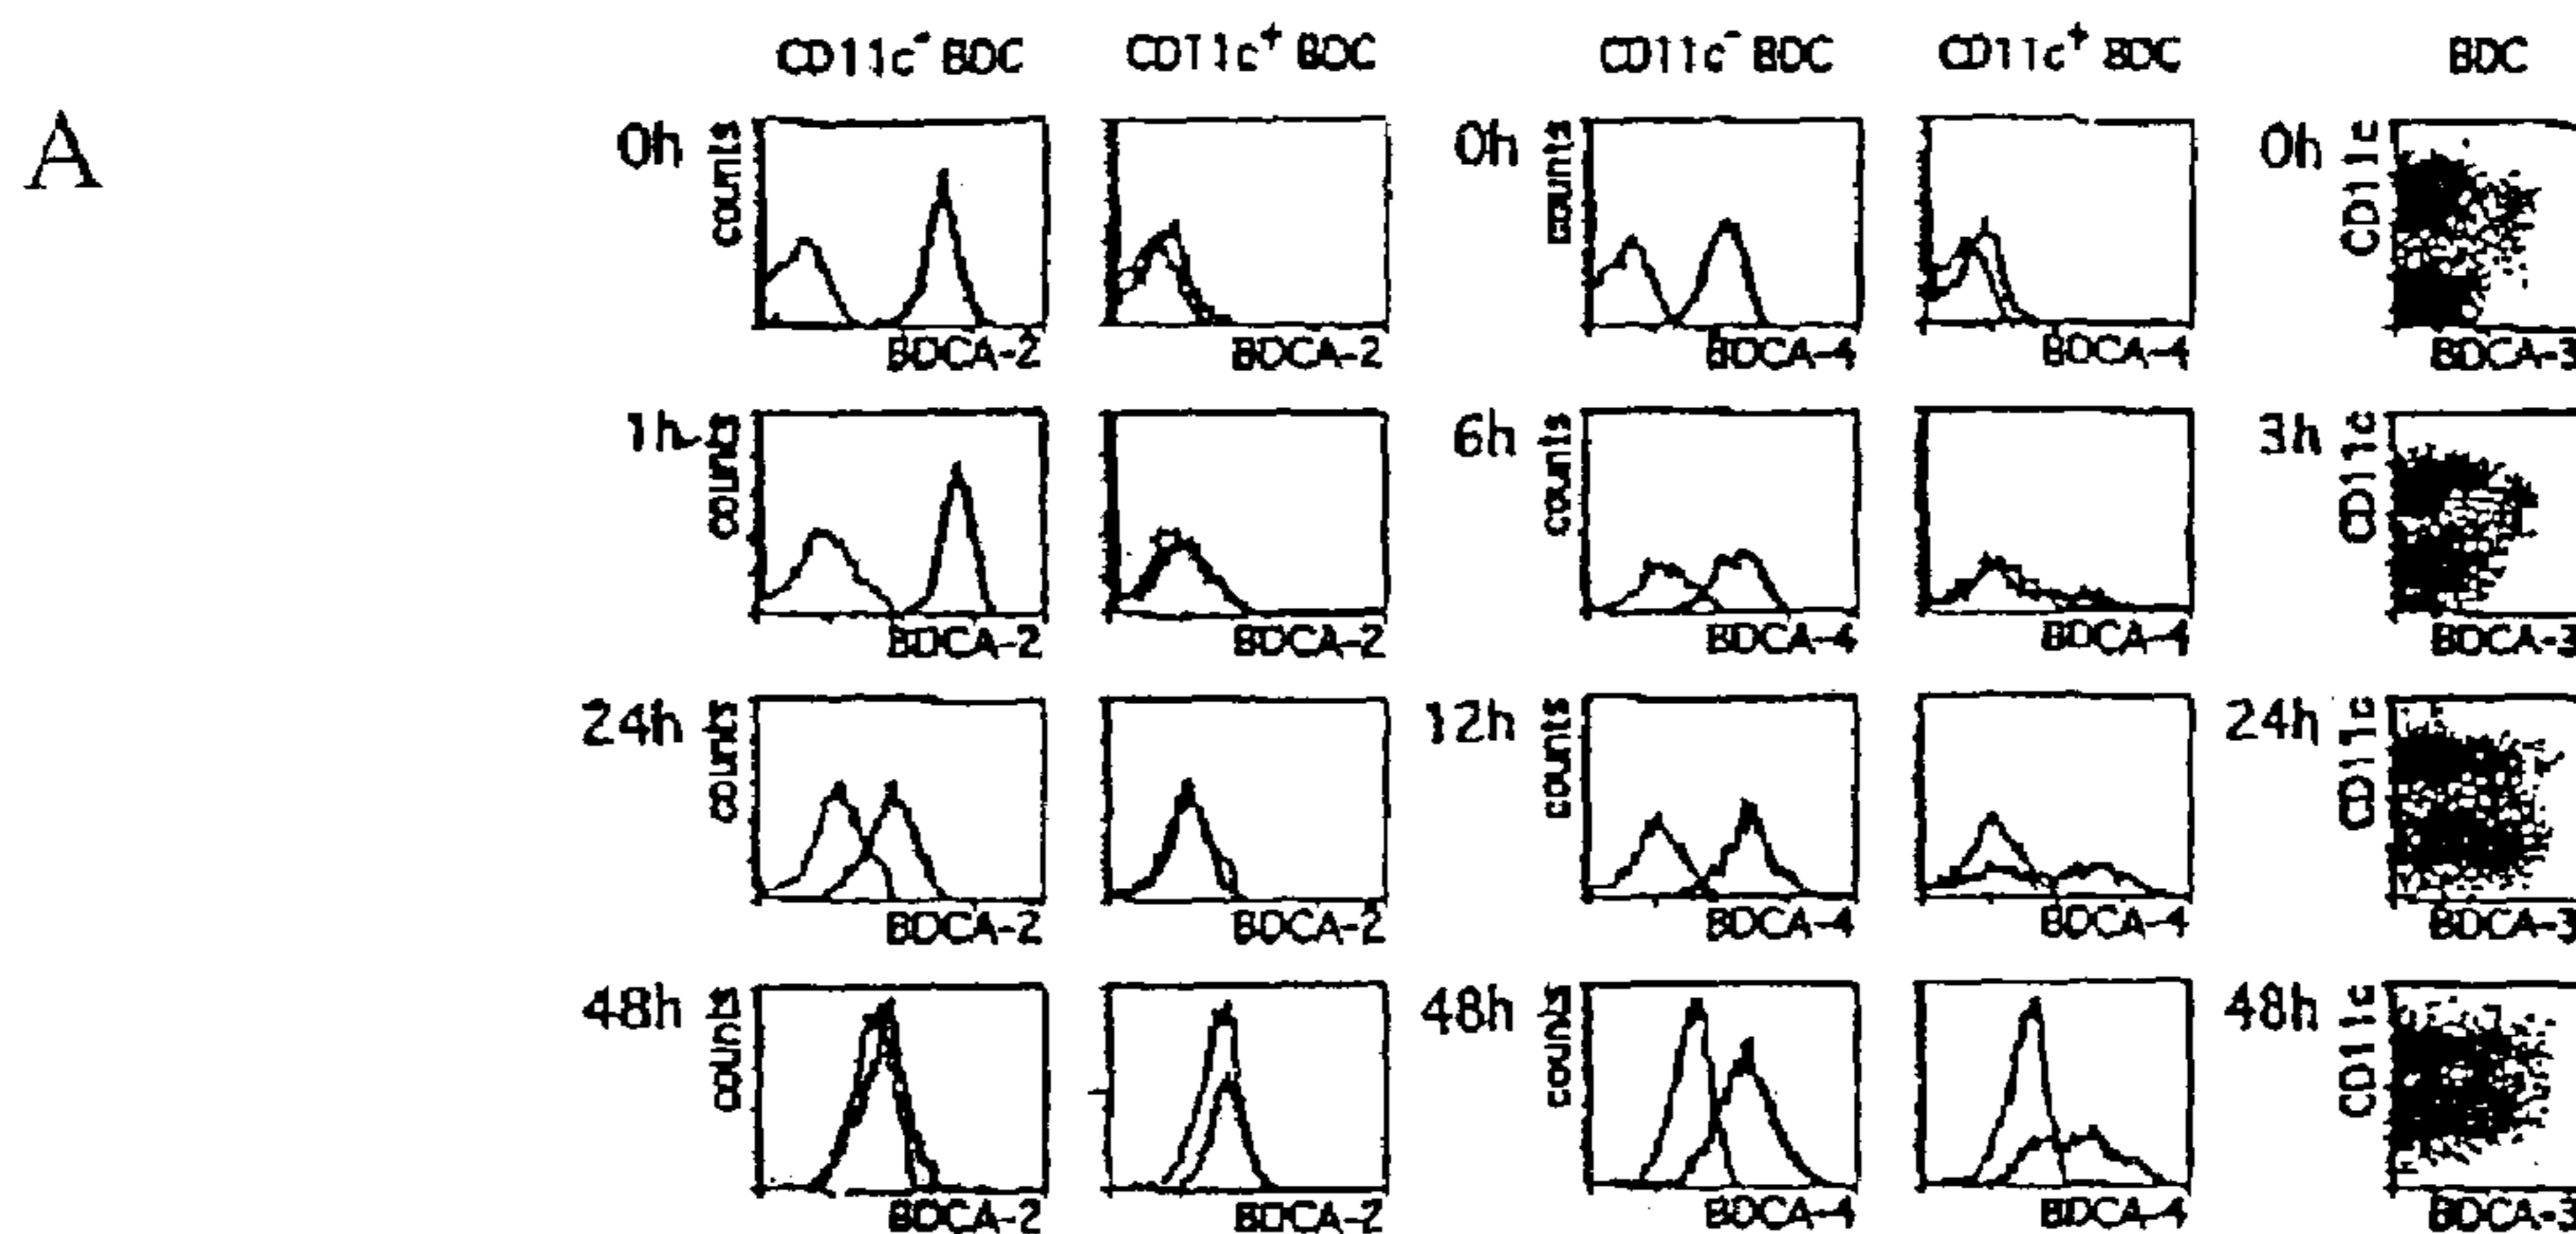 A
CD11c⁻ BDC CD11c⁺ BDC CD11c⁻ BDC CD11c⁺ BDC BDC
0h counts BDCA-2 BDCA-2 0h counts BDCA-4 BDCA-4 0h CD11c BDCA-3
1h counts BDCA-2 BDCA-2 6h counts BDCA-4 BDCA-4 3h CD11c BDCA-3
24h counts BDCA-2 BDCA-2 12h counts BDCA-4 BDCA-4 24h CD11c BDCA-3
48h counts BDCA-2 BDCA-2 48h counts BDCA-4 BDCA-4 48h CD11c BDCA-3